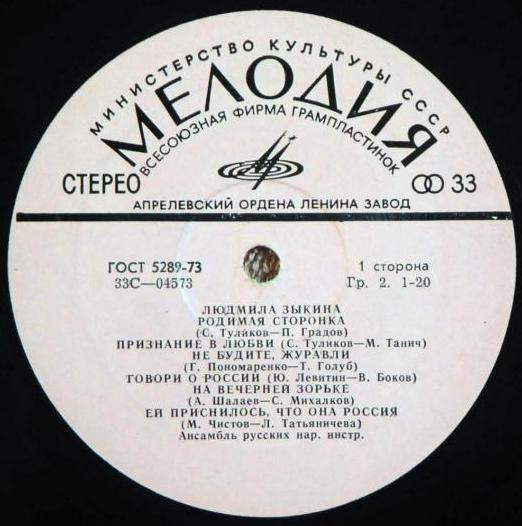 МИНИСТЕРСТВО КУЛЬТУРЫ СССР
МЕЛОДИЯ
ВСЕСОЮЗНАЯ ФИРМА ГРАМПЛАСТИНОК
СТЕРЕО
33
АПРЕЛЕВСКИЙ ОРДЕНА ЛЕНИНА ЗАВОД
ГОСТ 5289-73
33С—04573
1 сторона
Гр. 2. 1-20
ЛЮДМИЛА ЗЫКИНА
РОДИМАЯ СТОРОНКА
(С. Туликов—П. Градов)
ПРИЗНАНИЕ В ЛЮБВИ (С. Туликов—М. Танич)
НЕ БУДИТЕ, ЖУРАВЛИ
(Г. Пономаренко—Т. Голуб)
ГОВОРИ О РОССИИ (Ю. Левитин—В. Боков)
НА ВЕЧЕРНЕЙ ЗОРЬКЕ
(А. Шалаев—С. Михалков)
ЕЙ ПРИСНИЛОСЬ, ЧТО ОНА РОССИЯ
(М. Чистов—Л. Татьяничева)
Ансамбль русских нар. инстр.